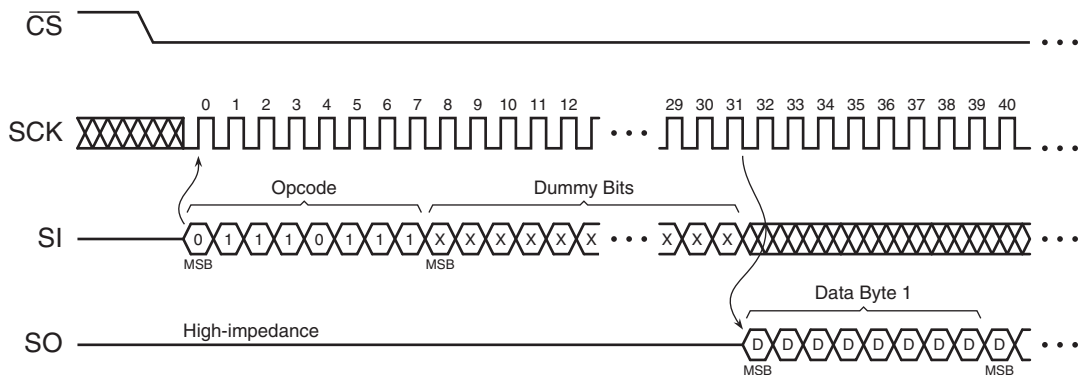 CS
0 1 2 3 4 5 6 7 8 9 10 11 12 29 30 31 32 33 34 35 36 37 38 39 40
SCK
Opcode Dummy Bits
SI 0 1 1 1 0 1 1 1 X X X X X X X X X
MSB MSB
Data Byte 1
High-impedance
SO D D D D D D D D D
MSB MSB